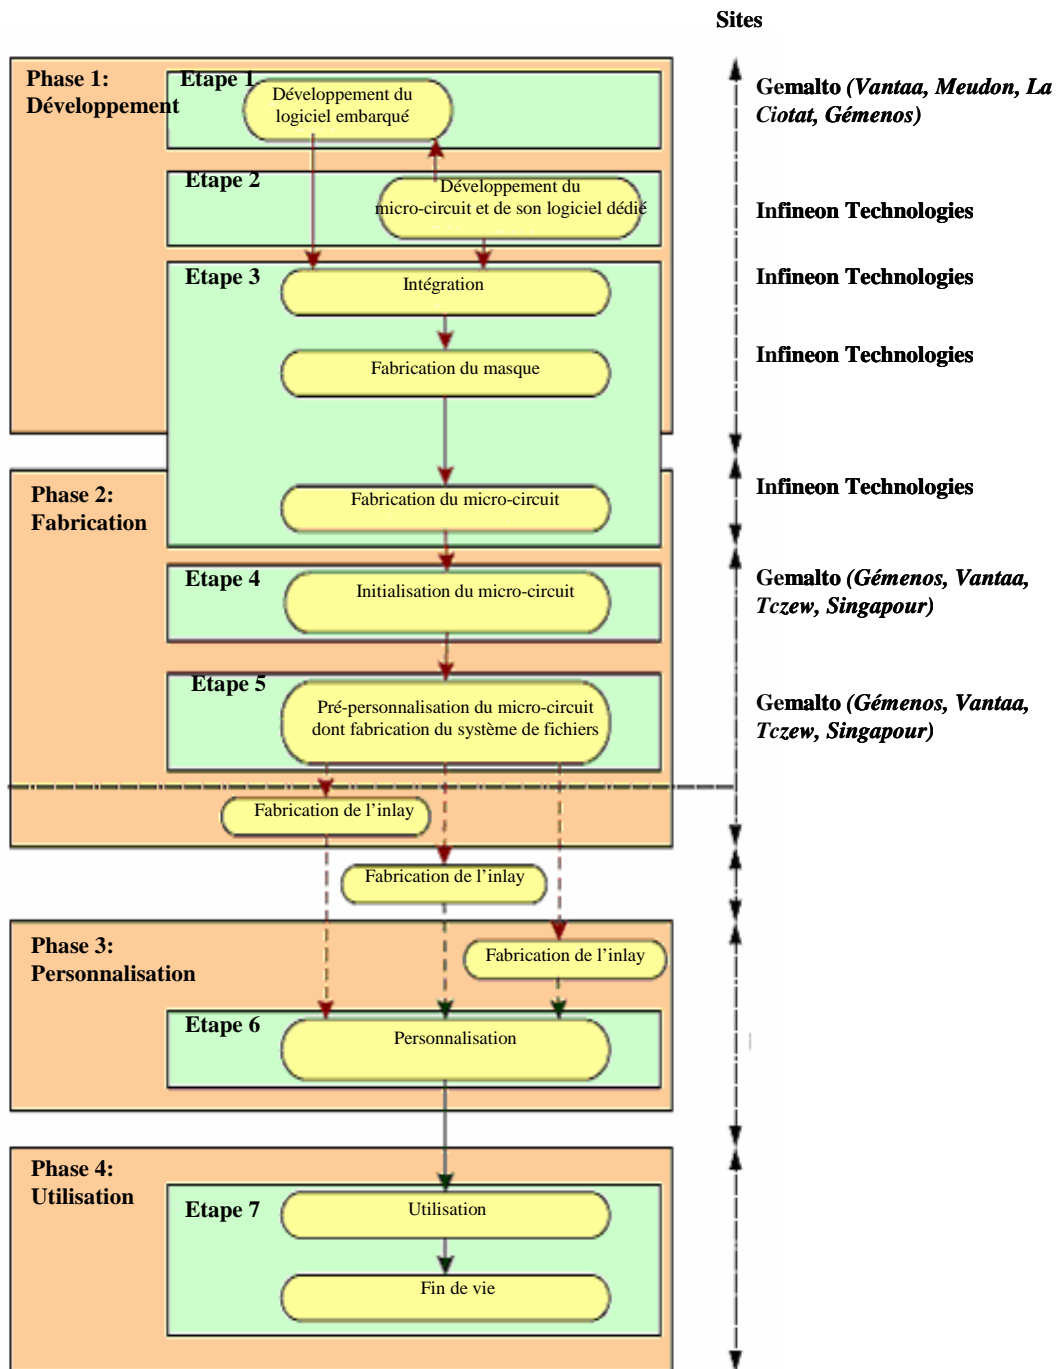 Sites
Phase 1:
Développement
Etape 1
Développement du
logiciel embarqué
Gemalto (Vantaa, Meudon, La
Ciotat, Gémenos)
Etape 2
Développement du
micro-circuit et de son logiciel dédié
Infineon Technologies
Etape 3
Intégration
Infineon Technologies
Fabrication du masque
Infineon Technologies
Phase 2:
Fabrication
Fabrication du micro-circuit
Infineon Technologies
Etape 4
Initialisation du micro-circuit
Gemalto (Gémenos, Vantaa,
Tczew, Singapour)
Etape 5
Pré-personnalisation du micro-circuit
dont fabrication du système de fichiers
Gemalto (Gémenos, Vantaa,
Tczew, Singapour)
Fabrication de l’inlay
Fabrication de l’inlay
Phase 3:
Personnalisation
Fabrication de l’inlay
Etape 6
Personnalisation
Phase 4:
Utilisation
Etape 7
Utilisation
Fin de vie